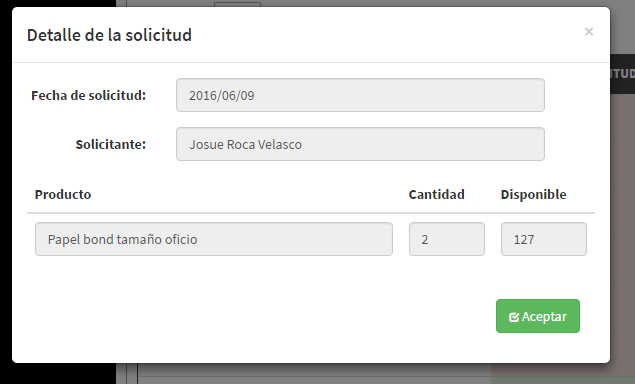 Detalle de la solicitud ×
Fecha de solicitud: 2016/06/09
Solicitante: Josue Roca Velasco
Producto Cantidad Disponible
Papel bond tamaño oficio 2 127
Aceptar